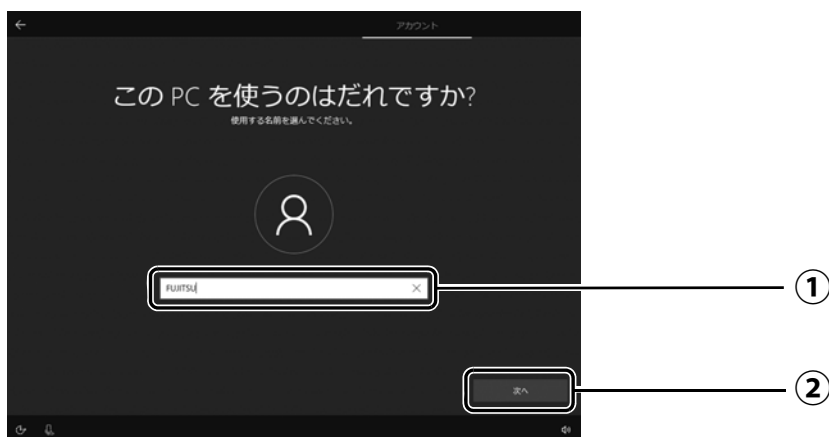 アカウント
この PC を使うのはだれですか?
使用する名前を選んでください。
FUJITSU
①
次へ
②